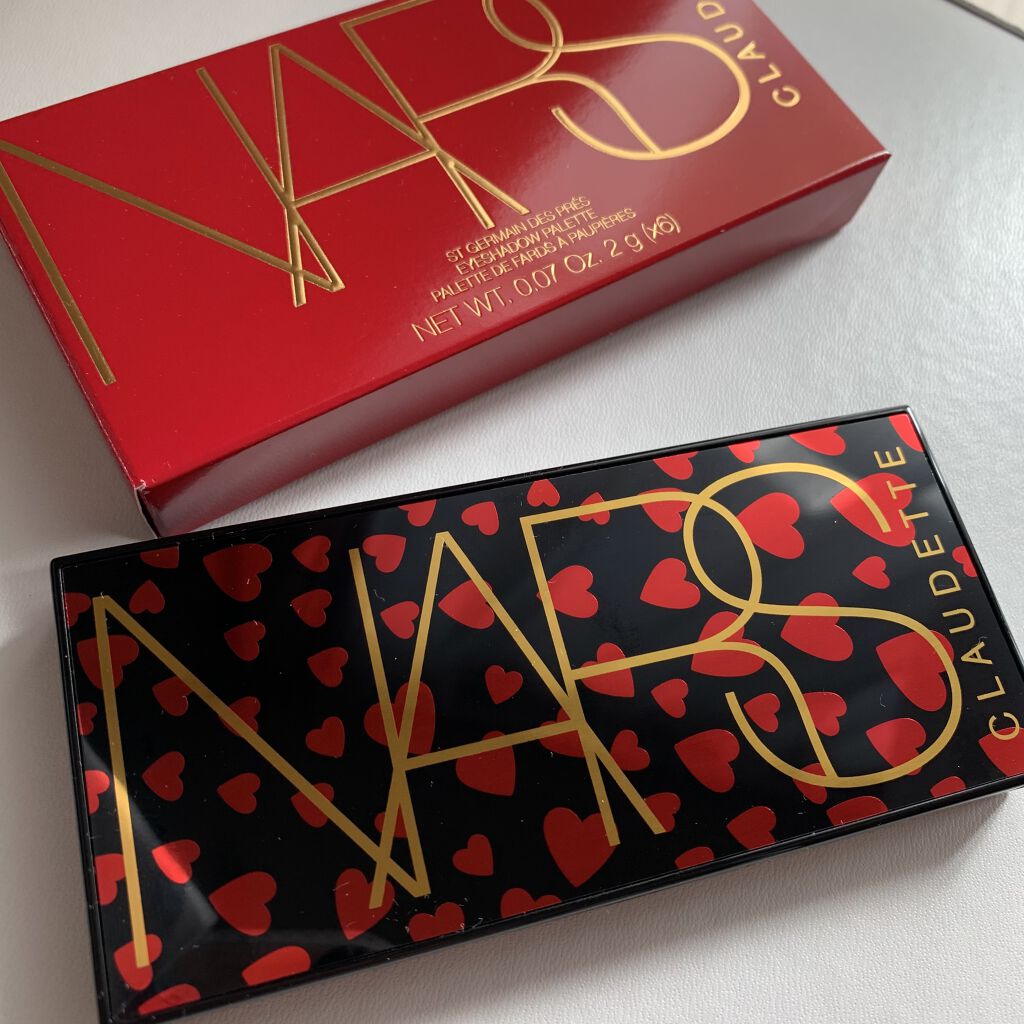 NARS
CLAUD
ST GERMAIN DES PRÉS
EYESHADOW PALETTE
PALETTE DE FARDS À PAUPIÈRES
NET WT. 0.07 Oz. 2 g (x6)
NARS
CLAUDETTE